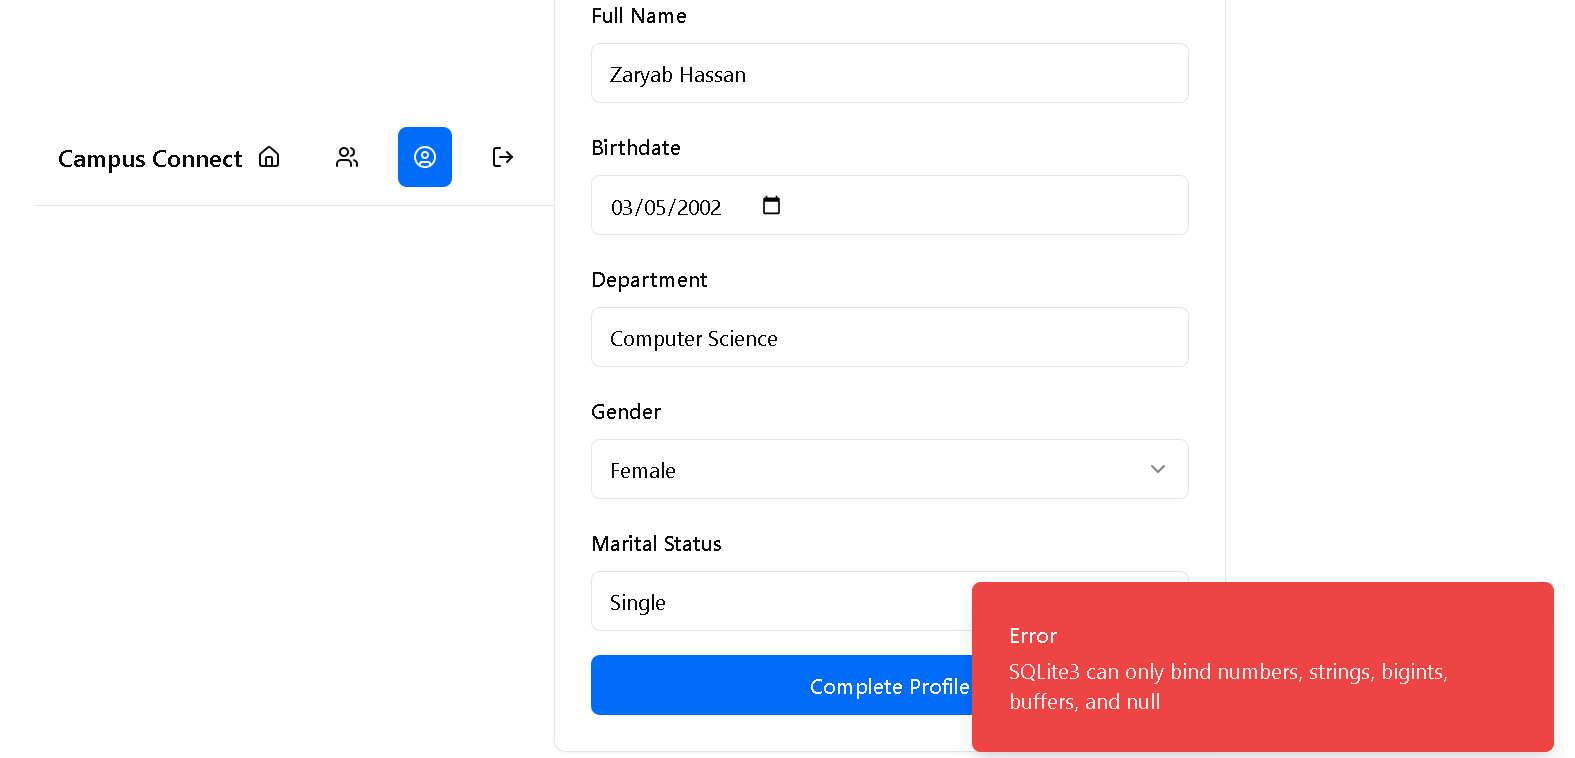 Full Name
Zaryab Hassan
Campus Connect
Birthdate
03/05/2002
Department
Computer Science
Gender
Female
Marital Status
Single
Complete Profile
Error
SQLite3 can only bind numbers, strings, bigints,
buffers, and null